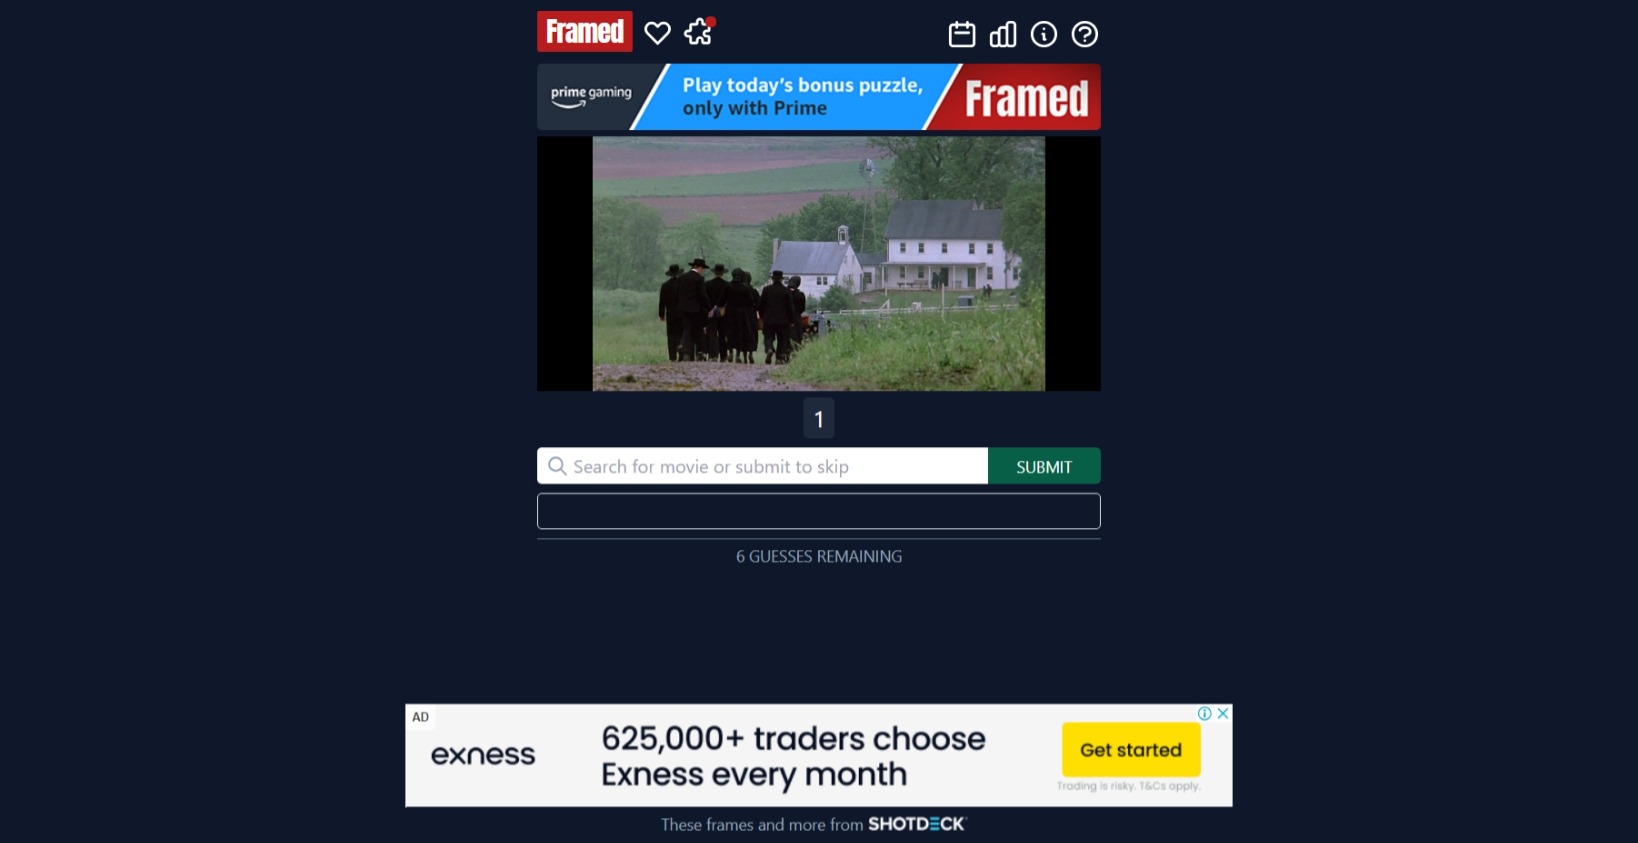 Framed
prime gaming
Play today's bonus puzzle,
only with Prime
Framed
1
Search for movie or submit to skip
SUBMIT
6 GUESSES REMAINING
AD
exness
625,000+ traders choose
Exness every month
Get started
Trading is risky. T&Cs apply.
These frames and more from SHOTDECK